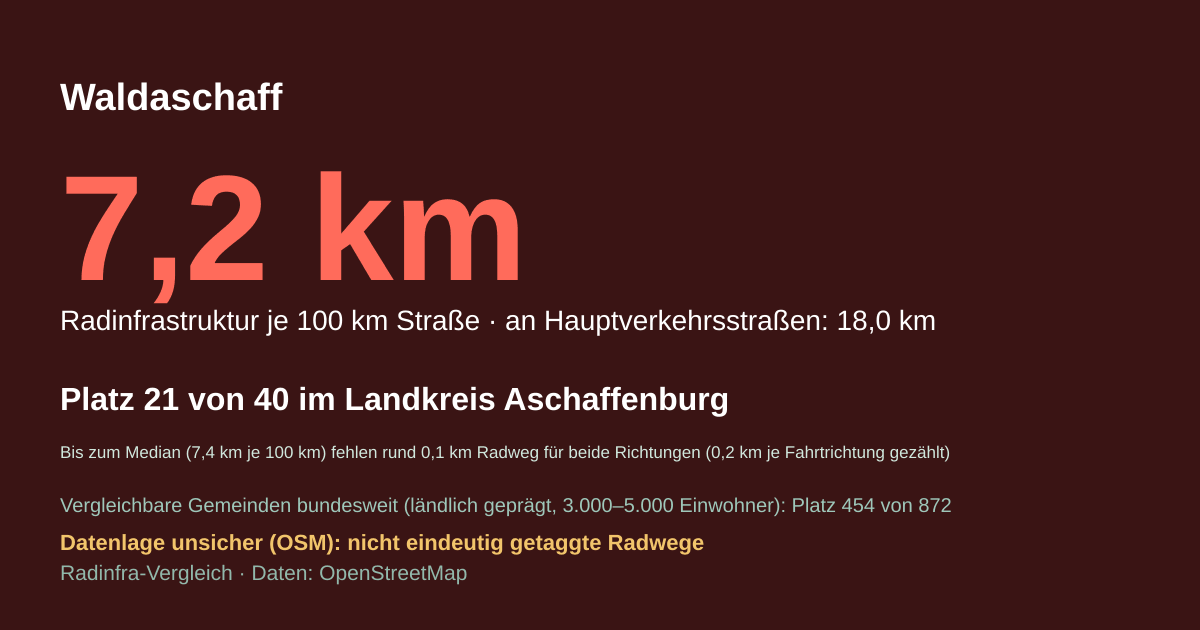 Waldaschaff
7,2 km
Radinfrastruktur je 100 km Straße · an Hauptverkehrsstraßen: 18,0 km
Platz 21 von 40 im Landkreis Aschaffenburg
Bis zum Median (7,4 km je 100 km) fehlen rund 0,1 km Radweg für beide Richtungen (0,2 km je Fahrtrichtung gezählt)
Vergleichbare Gemeinden bundesweit (ländlich geprägt, 3.000–5.000 Einwohner): Platz 454 von 872
Datenlage unsicher (OSM): nicht eindeutig getaggte Radwege
Radinfra-Vergleich · Daten: OpenStreetMap